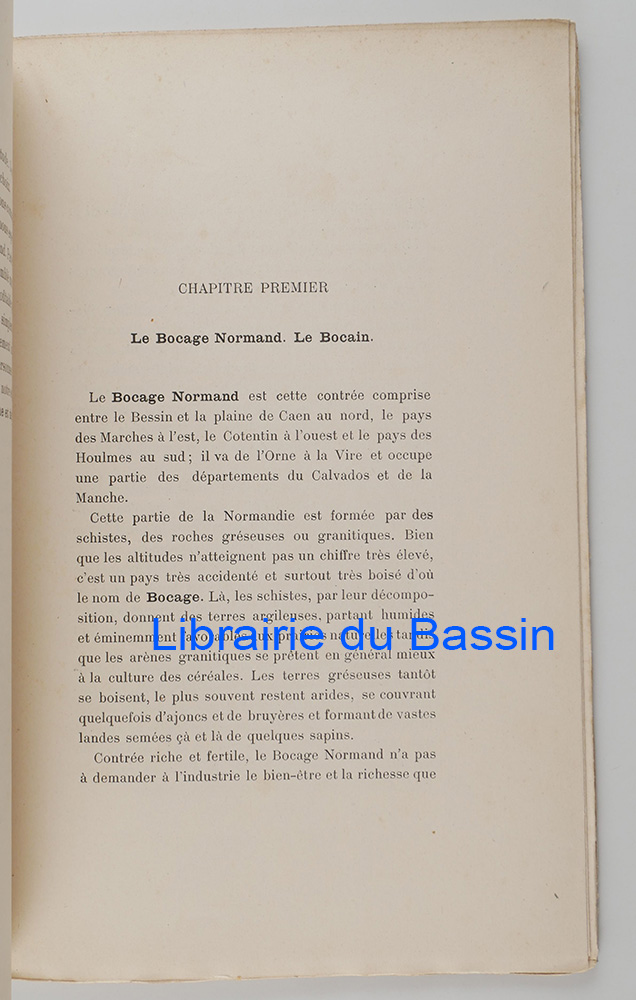 CHAPITRE PREMIER
Le Bocage Normand. Le Bocain.
Le Bocage Normand est cette contrée comprise
entre le Bessin et la plaine de Caen au nord, le pays
des Marches à l'est, le Cotentin à l'ouest et le pays des
Houlmes au sud ; il va de l'Orne à la Vire et occupe
une partie des départements du Calvados et de la
Manche.
Cette partie de la Normandie est formée par des
schistes, des roches gréseuses ou granitiques. Bien
que les altitudes n'atteignent pas un chiffre très élevé,
c'est un pays très accidenté et surtout très boisé d'où
le nom de Bocage. Là, les schistes, par leur décompo-
sition, donnent des terres argileuses, partant humides
et éminemment favorables aux prairies naturelles tandis
Librairie du Bassin
que les arènes granitiques se prêtent en général mieux
à la culture des céréales. Les terres gréseuses tantôt
se boisent, le plus souvent restent arides, se couvrant
quelquefois d'ajoncs et de bruyères et formant de vastes
landes semées çà et là de quelques sapins.
Contrée riche et fertile, le Bocage Normand n'a pas
à demander à l'industrie le bien-être et la richesse que